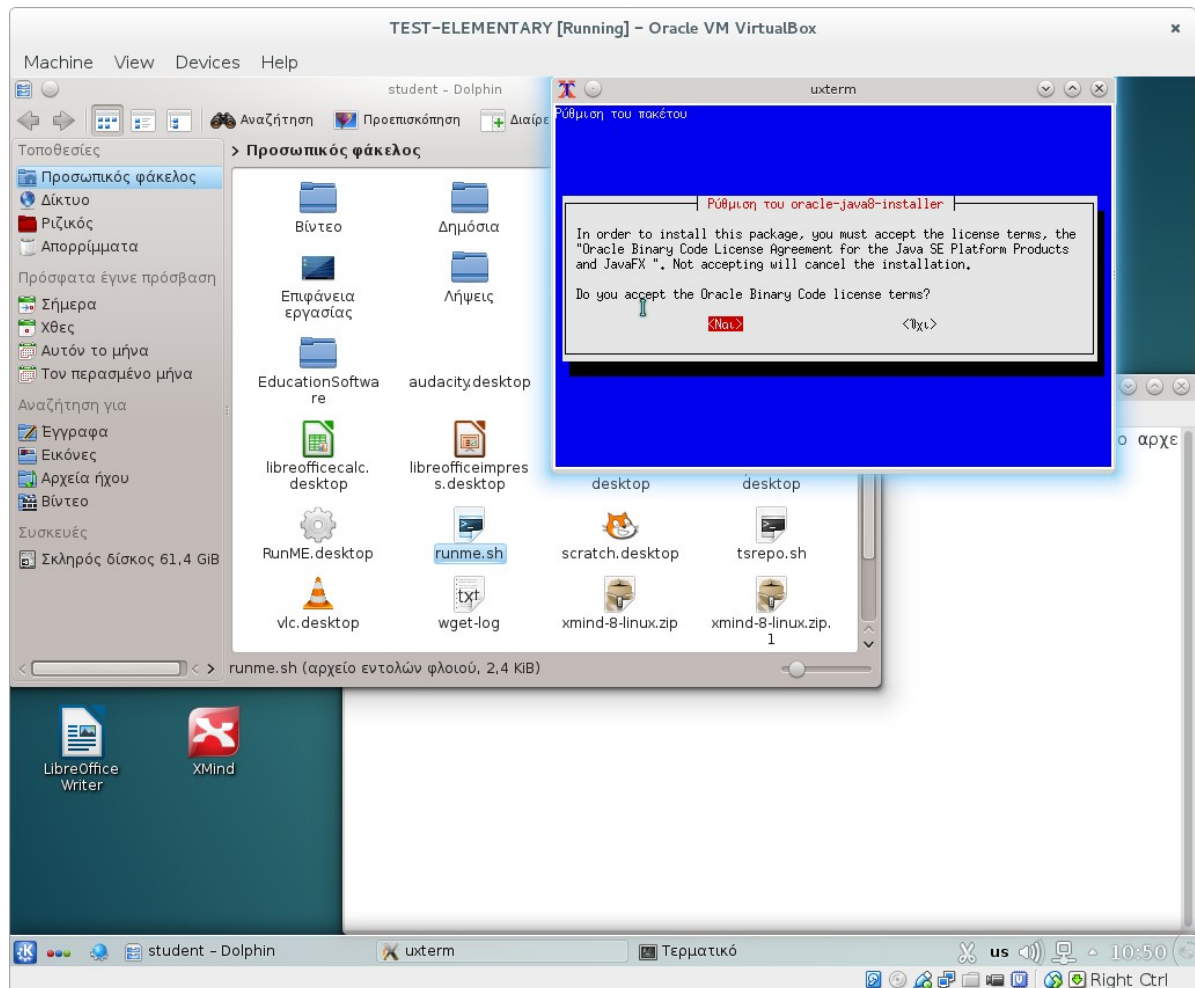 TEST-ELEMENTARY [Running] - Oracle VM VirtualBox
Machine View Devices Help
student - Dolphin
Αναζήτηση Προεπισκόπηση Διαίρε
Τοποθεσίες
Προσωπικός φάκελος
Δίκτυο
Ριζικός
Απορρίμματα
Πρόσφατα έγινε πρόσβαση
Σήμερα
Χθες
Αυτόν το μήνα
Τον περασμένο μήνα
Αναζήτηση για
Έγγραφα
Εικόνες
Αρχεία ήχου
Βίντεο
Συσκευές
Σκληρός δίσκος 61,4 GiB
> Προσωπικός φάκελος
Βίντεο
Δημόσια
Επιφάνεια
εργασίας
Λήψεις
EducationSoftwa
re
audacity.desktop
libreofficecalc.
desktop
libreofficeimpres
s.desktop
desktop
desktop
RunME.desktop
runme.sh
scratch.desktop
tsrepo.sh
vlc.desktop
wget-log
xmind-8-linux.zip
xmind-8-linux.zip.
1
runme.sh (αρχείο εντολών φλοιού, 2,4 KiB)
uxterm
Ρύθμιση του πακέτου
Ρύθμιση του oracle-java8-installer
In order to install this package, you must accept the license terms, the
"Oracle Binary Code License Agreement for the Java SE Platform Products
and JavaFX ". Not accepting will cancel the installation.
Do you accept the Oracle Binary Code license terms?
<Ναι> <Όχι>
ο αρχε
LibreOffice
Writer
XMind
student - Dolphin
uxterm
Τερματικό
us
10:50
Right Ctrl